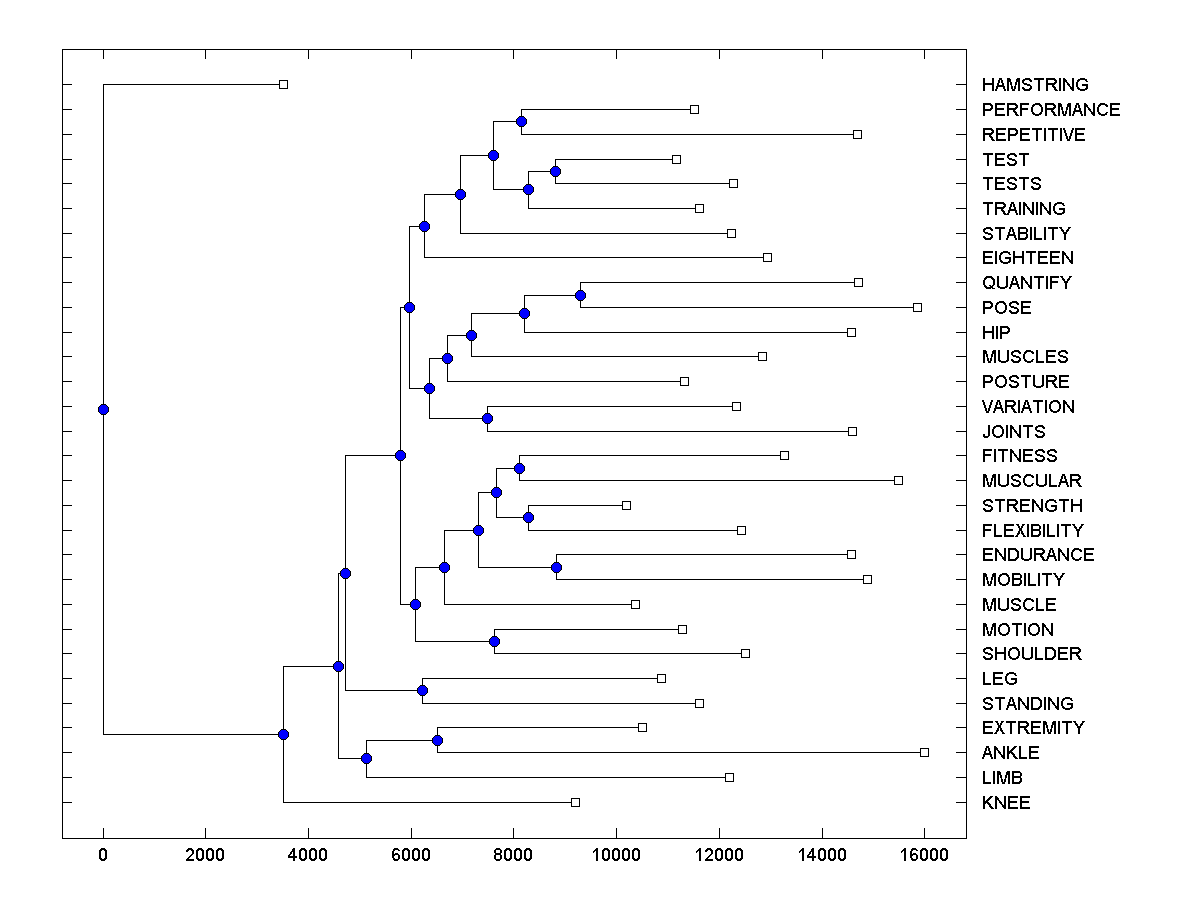 HAMSTRING
PERFORMANCE
REPETITIVE
TEST
TESTS
TRAINING
STABILITY
EIGHTEEN
QUANTIFY
POSE
HIP
MUSCLES
POSTURE
VARIATION
JOINTS
FITNESS
MUSCULAR
STRENGTH
FLEXIBILITY
ENDURANCE
MOBILITY
MUSCLE
MOTION
SHOULDER
LEG
STANDING
EXTREMITY
ANKLE
LIMB
KNEE
0 2000 4000 6000 8000 10000 12000 14000 16000